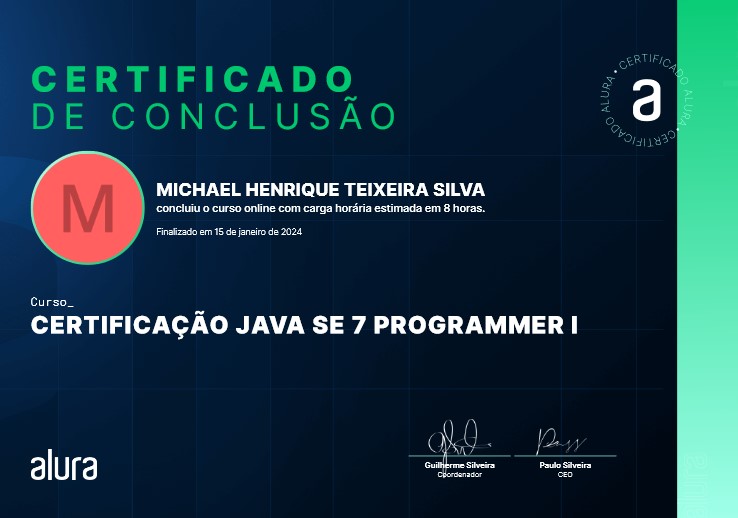 CERTIFICADO
DE CONCLUSÃO
CERTIFICADO ALURA • CERTIFICADO ALURA •
a
M
MICHAEL HENRIQUE TEIXEIRA SILVA
concluiu o curso online com carga horária estimada em 8 horas.
Finalizado em 15 de janeiro de 2024
Curso_
CERTIFICAÇÃO JAVA SE 7 PROGRAMMER I
alura
Guilherme Silveira
Coordenador
Paulo Silveira
CEO